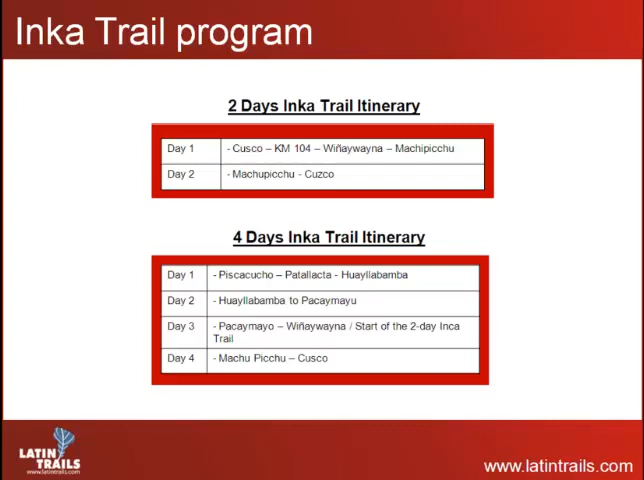 Inka Trail program
2 Days Inka Trail Itinerary
Day 1 - Cusco – KM 104 – Wiñaywayna – Machipicchu
Day 2 - Machupicchu - Cuzco
4 Days Inka Trail Itinerary
Day 1 - Piscacucho – Patallacta - Huayllabamba
Day 2 - Huayllabamba to Pacaymayu
Day 3 - Pacaymayo – Wiñaywayna / Start of the 2-day Inca
Trail
Day 4 - Machu Picchu – Cusco
LATIN
TRAILS
www.latintrails.com
www.latintrails.com